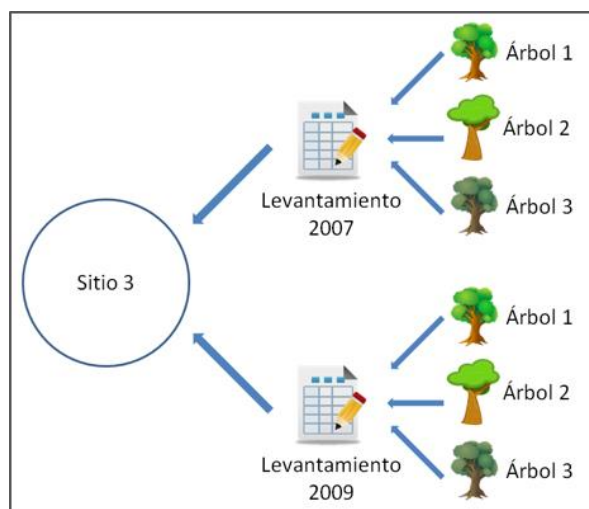 Árbol 1
Árbol 2
Árbol 3
Levantamiento
2007
Sitio 3
Árbol 1
Árbol 2
Árbol 3
Levantamiento
2009